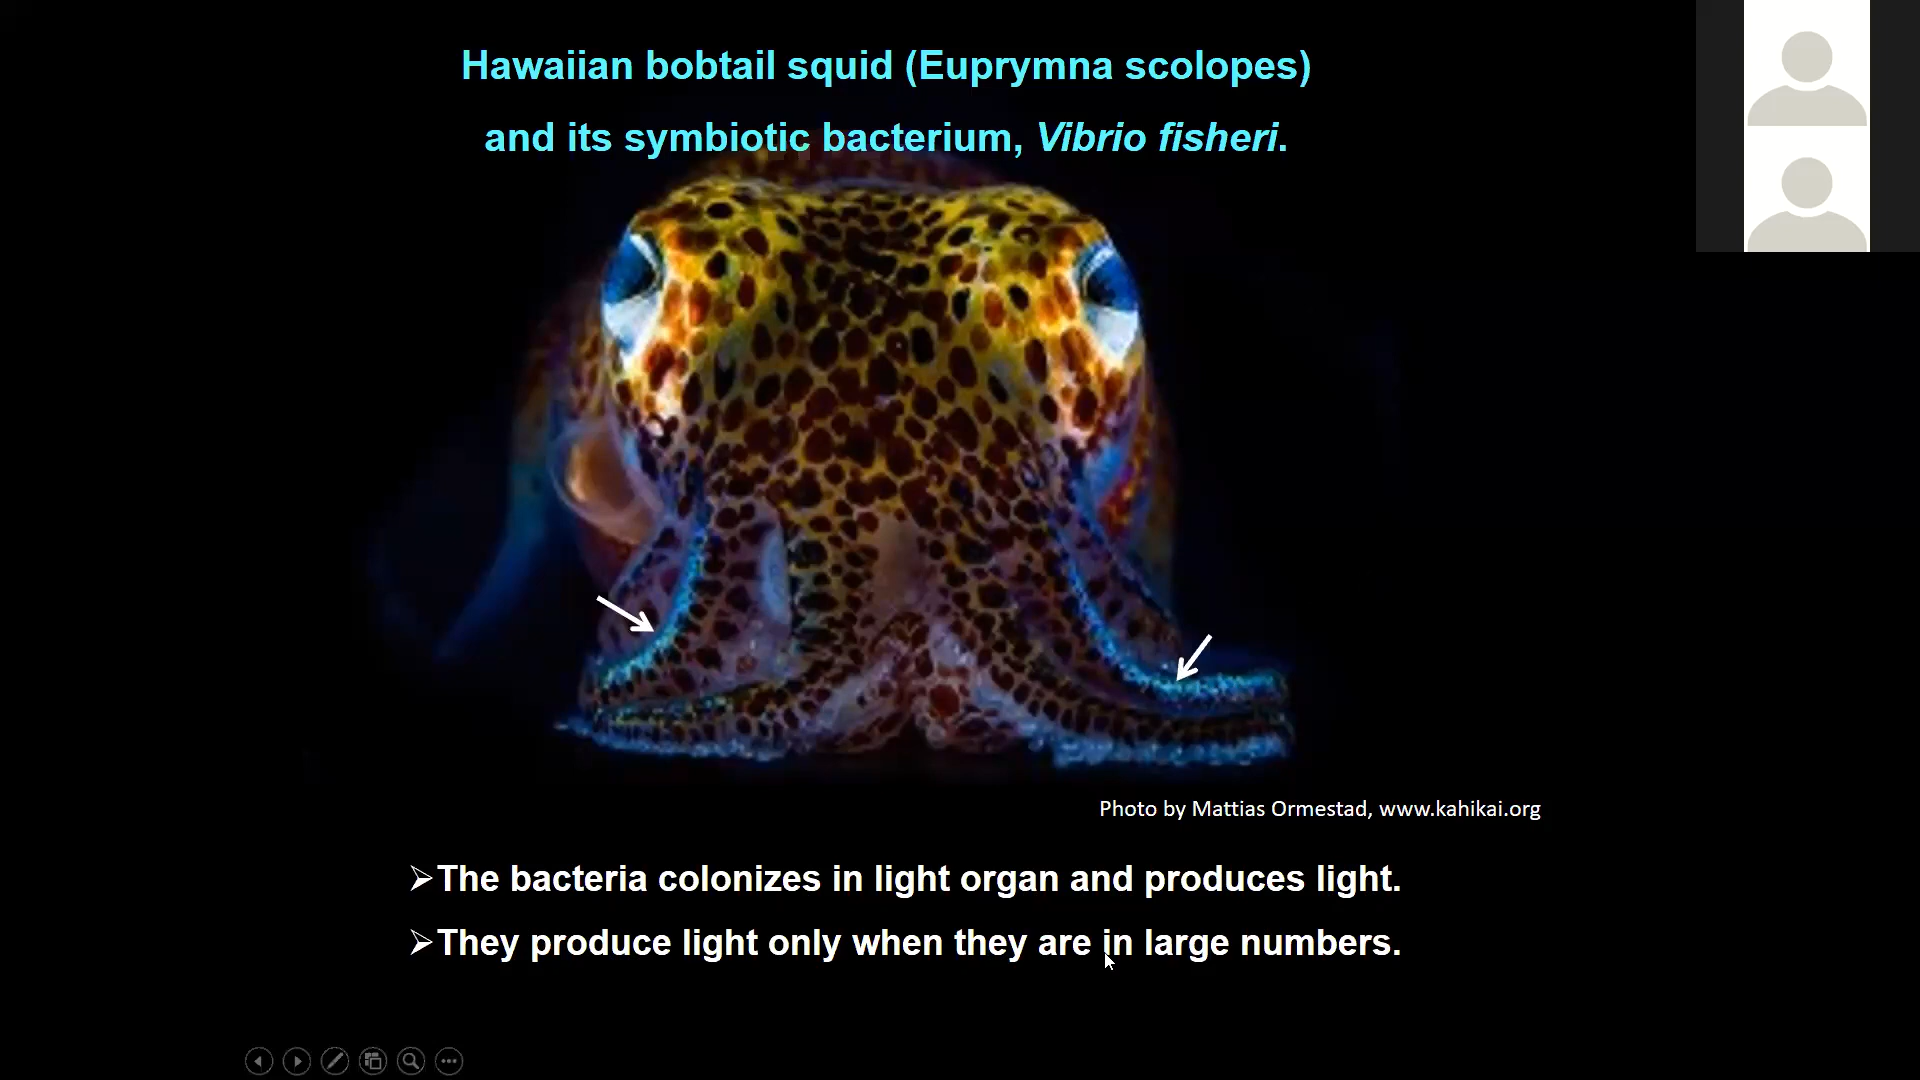 Hawaiian bobtail squid (Euprymna scolopes)
and its symbiotic bacterium, Vibrio fisheri.
Photo by Mattias Ormestad, www.kahikai.org
➢The bacteria colonizes in light organ and produces light.
➢They produce light only when they are in large numbers.